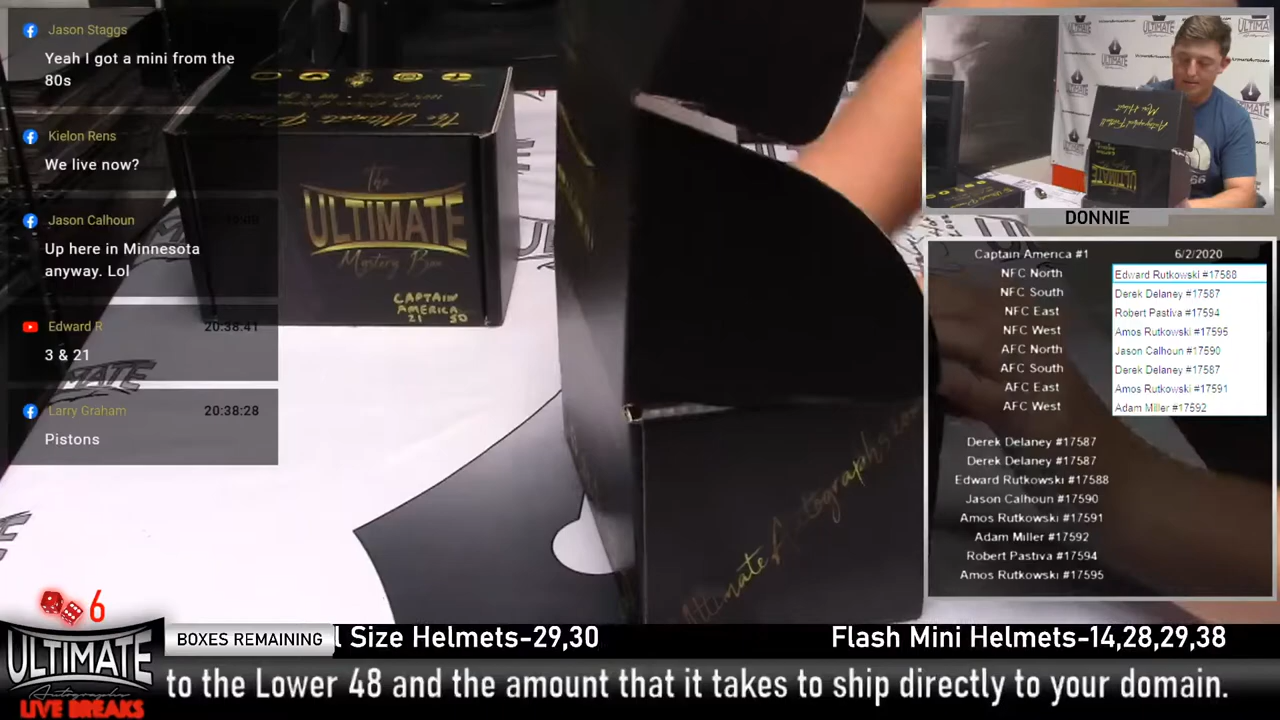 Jason Staggs
Yeah I got a mini from the
80s
Kielon Rens
We live now?
Jason Calhoun
Up here in Minnesota
anyway. Lol
Edward R
20:38:41
3 & 21
Larry Graham
20:38:28
Pistons
The
ULTIMATE
Mystery Box
CAPTAIN
AMERICA
21 50
Ultimate Autographs.com
DONNIE
Captain America #1 6/2/2020
NFC North Edward Rutkowski #17588
NFC South Derek Delaney #17587
NFC East Robert Pastiva #17594
NFC West Amos Rutkowski #17595
AFC North Jason Calhoun #17590
AFC South Derek Delaney #17587
AFC East Amos Rutkowski #17591
AFC West Adam Miller #17592
Derek Delaney #17587
Derek Delaney #17587
Edward Rutkowski #17588
Jason Calhoun #17590
Amos Rutkowski #17591
Adam Miller #17592
Robert Pastiva #17594
Amos Rutkowski #17595
6
ULTIMATE
Autographs
LIVE BREAKS
BOXES REMAINING
l Size Helmets-29,30
Flash Mini Helmets-14,28,29,38
to the Lower 48 and the amount that it takes to ship directly to your domain.